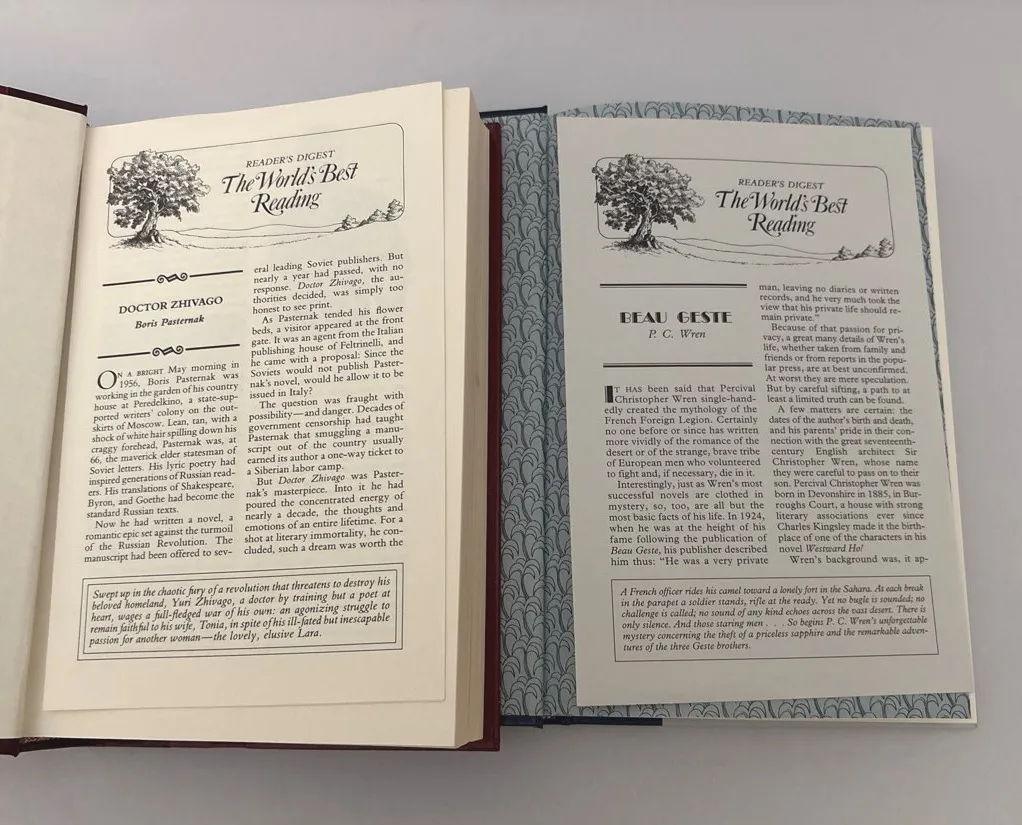 READER'S DIGEST
The World's Best
Reading
DOCTOR ZHIVAGO
Boris Pasternak
ON A BRIGHT May morning in
1956, Boris Pasternak was
working in the garden of his country
house at Peredelkino, a state-sup-
ported writers' colony on the out-
skirts of Moscow. Lean, tan, with a
shock of white hair spilling down his
craggy forehead, Pasternak was, at
66, the maverick elder statesman of
Soviet letters. His lyric poetry had
inspired generations of Russian read-
ers. His translations of Shakespeare,
Byron, and Goethe had become the
standard Russian texts.
Now he had written a novel, a
romantic epic set against the turmoil
of the Russian Revolution. The
manuscript had been offered to sev-
eral leading Soviet publishers. But
nearly a year had passed, with no
response. Doctor Zhivago, the au-
thorities decided, was simply too
honest to see print.
As Pasternak tended his flower
beds, a visitor appeared at the front
gate. It was an agent from the Italian
publishing house of Feltrinelli, and
he came with a proposal: Since the
Soviets would not publish Paster-
nak's novel, would he allow it to be
issued in Italy?
The question was fraught with
possibility—and danger. Decades of
government censorship had taught
Pasternak that smuggling a manu-
script out of the country usually
earned its author a one-way ticket to
a Siberian labor camp.
But Doctor Zhivago was Paster-
nak's masterpiece. Into it he had
poured the concentrated energy of
nearly a decade, the thoughts and
emotions of an entire lifetime. For a
shot at literary immortality, he con-
cluded, such a dream was worth the
Swept up in the chaotic fury of a revolution that threatens to destroy his
beloved homeland, Yuri Zhivago, a doctor by training but a poet at
heart, wages a full-fledged war of his own: an agonizing struggle to
remain faithful to his wife, Tonia, in spite of his ill-fated but inescapable
passion for another woman—the lovely, elusive Lara.
READER'S DIGEST
The World's Best
Reading
BEAU GESTE
P. C. Wren
IT HAS been said that Percival
Christopher Wren single-hand-
edly created the mythology of the
French Foreign Legion. Certainly
no one before or since has written
more vividly of the romance of the
desert or of the strange, brave tribe
of European men who volunteered
to fight and, if necessary, die in it.
Interestingly, just as Wren's most
successful novels are clothed in
mystery, so, too, are all but the
most basic facts of his life. In 1924,
when he was at the height of his
fame following the publication of
Beau Geste, his publisher described
him thus: "He was a very private
man, leaving no diaries or written
records, and he very much took the
view that his private life should re-
main private."
Because of that passion for pri-
vacy, a great many details of Wren's
life, whether taken from family and
friends or from reports in the popu-
lar press, are at best unconfirmed.
At worst they are mere speculation.
But by careful sifting, a path to at
least a limited truth can be found.
A few matters are certain: the
dates of the author's birth and death,
and his parents' pride in their con-
nection with the great seventeenth-
century English architect Sir
Christopher Wren, whose name
they were careful to pass on to their
son. Percival Christopher Wren was
born in Devonshire in 1885, in Bur-
roughs Court, a house with strong
literary associations ever since
Charles Kingsley made it the birth-
place of one of the characters in his
novel Westward Ho!
Wren's background was, it ap-
A French officer rides his camel toward a lonely fort in the Sahara. At each break
in the parapet a soldier stands, rifle at the ready. Yet no bugle is sounded; no
challenge is called; no sound of any kind echoes across the vast desert. There is
only silence. And those staring men . . . So begins P. C. Wren's unforgettable
mystery concerning the theft of a priceless sapphire and the remarkable adven-
tures of the three Geste brothers.